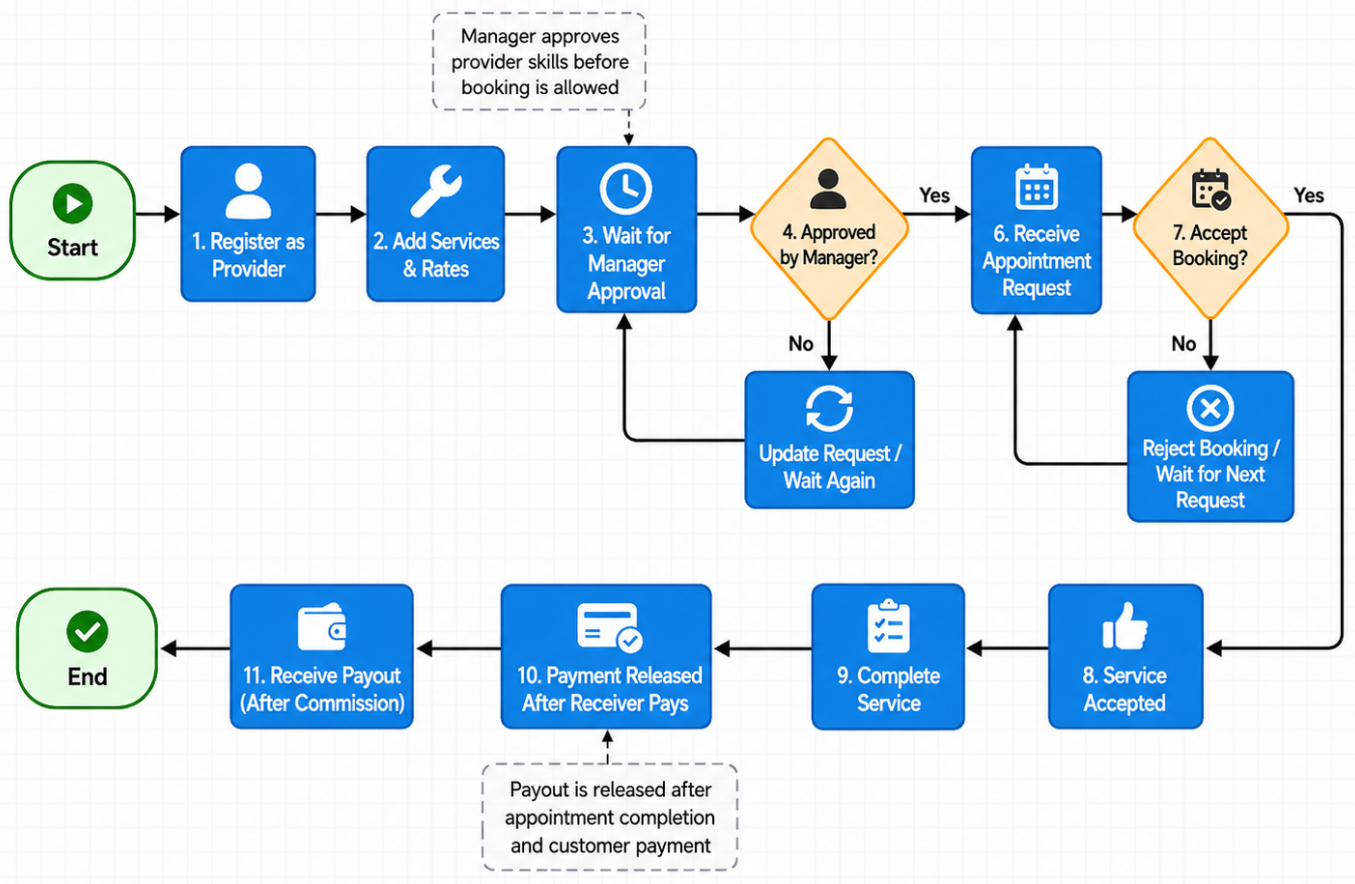 Manager approves
provider skills before
booking is allowed
Start
1. Register as
Provider
2. Add Services
& Rates
3. Wait for
Manager
Approval
4. Approved
by Manager?
Yes
6. Receive
Appointment
Request
7. Accept
Booking?
Yes
No
Update Request /
Wait Again
No
Reject Booking /
Wait for Next
Request
8. Service
Accepted
9. Complete
Service
10. Payment Released
After Receiver Pays
11. Receive Payout
(After Commission)
End
Payout is released after
appointment completion
and customer payment